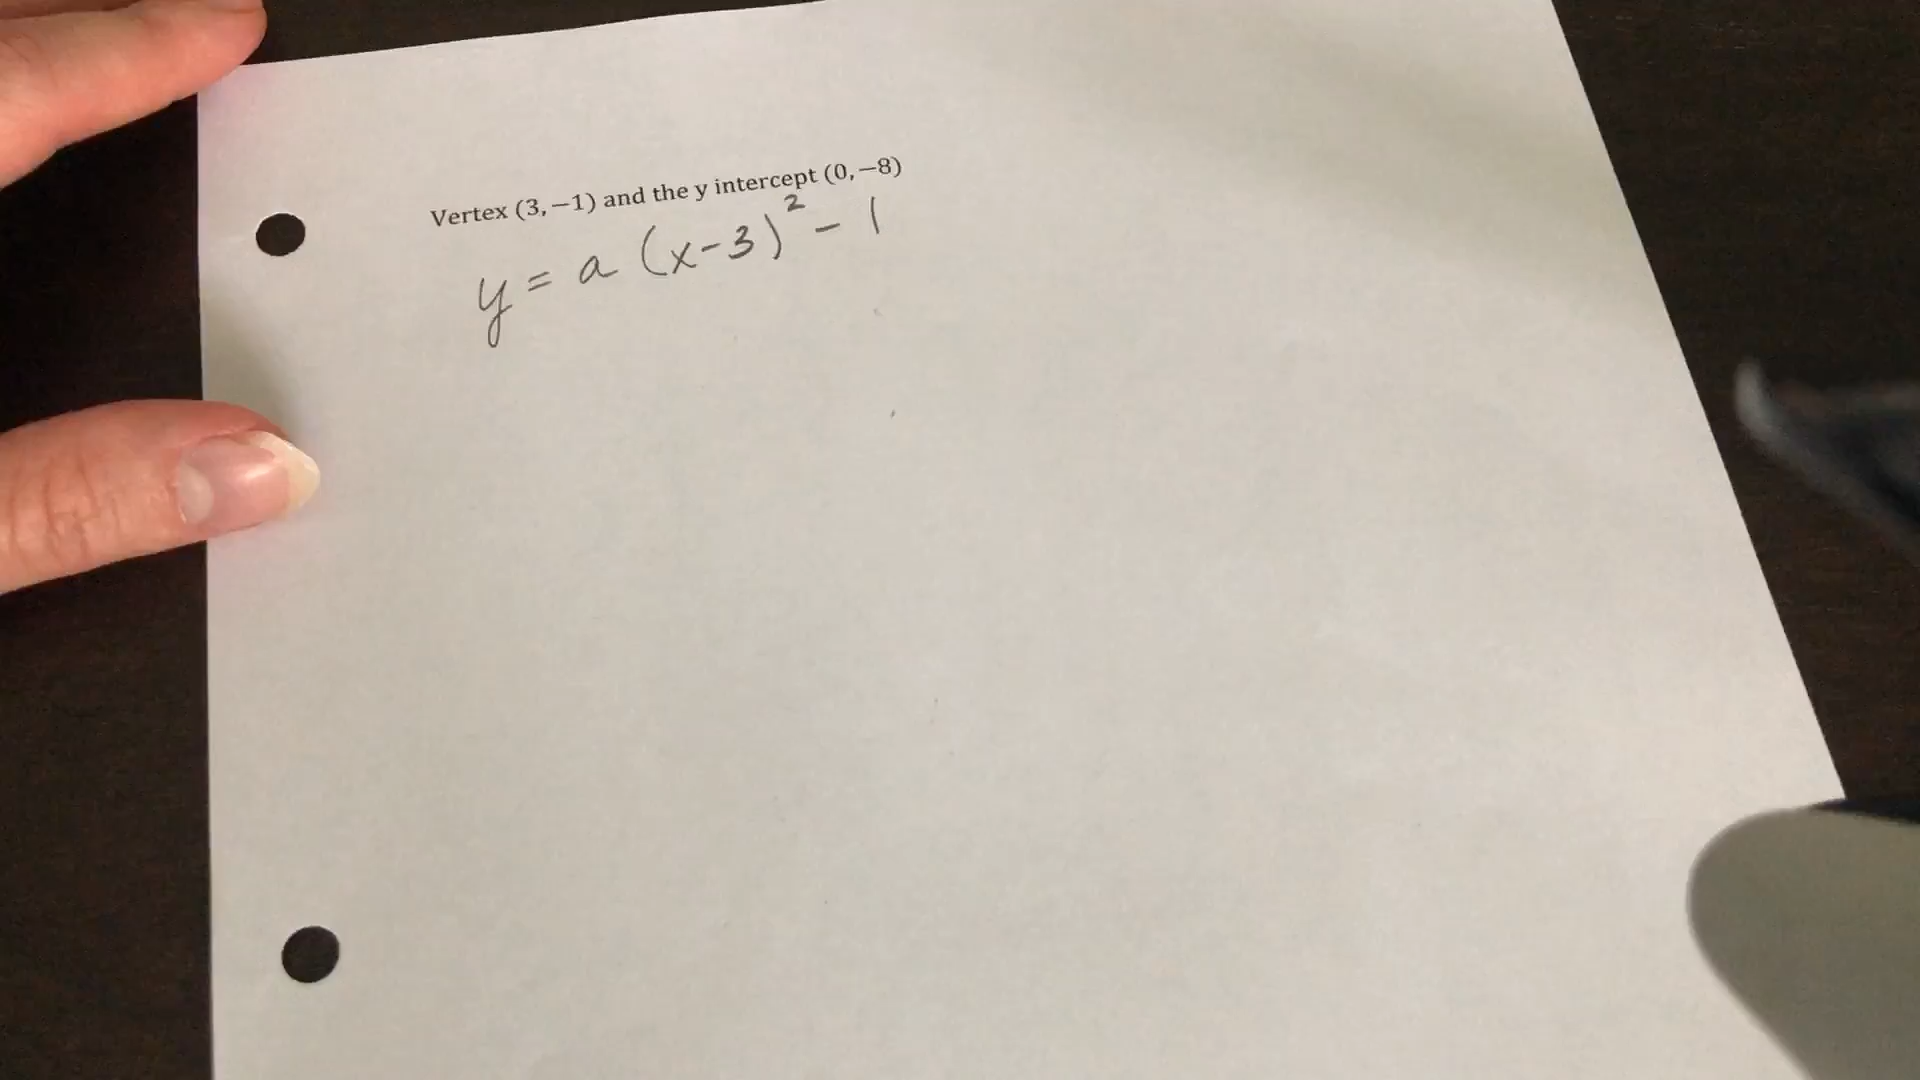 Vertex (3,−1) and the y intercept (0,−8)
y = a (x-3)² - 1